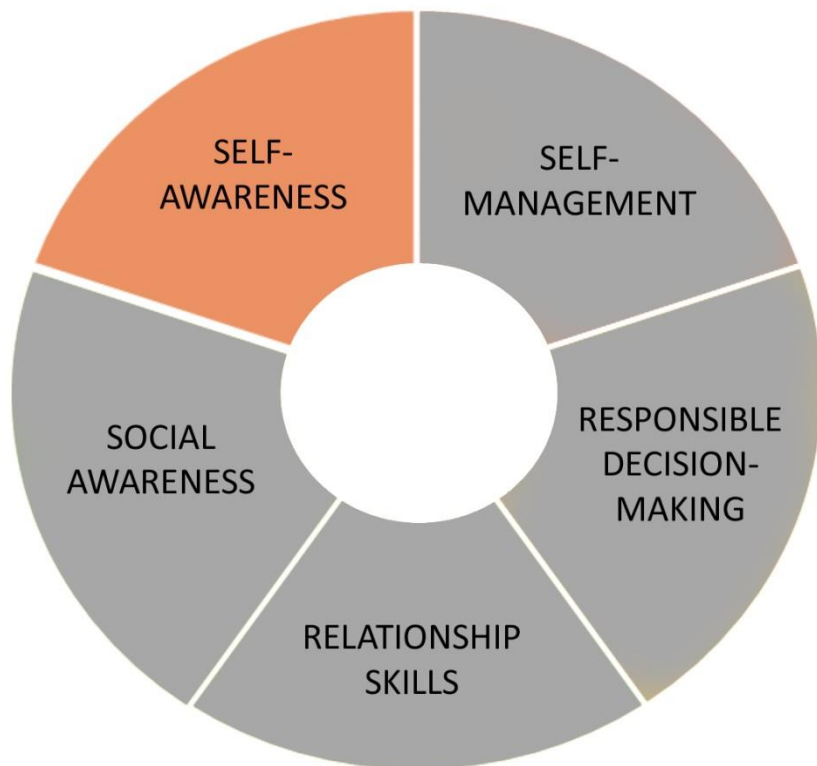 SELF-
AWARENESS
SELF-
MANAGEMENT
RESPONSIBLE
DECISION-
MAKING
RELATIONSHIP
SKILLS
SOCIAL
AWARENESS